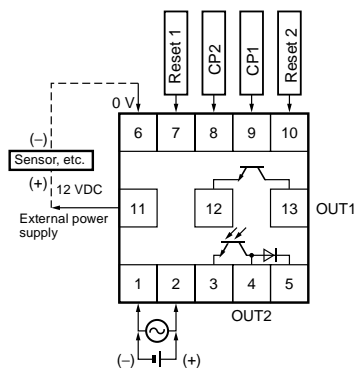 Reset 1
CP2
CP1
Reset 2
0 V
6 7 8 9 10
(–)
Sensor, etc.
(+)
12 VDC
External power
supply
11 12 13
OUT1
1 2 3 4 5
OUT2
(–) (+)